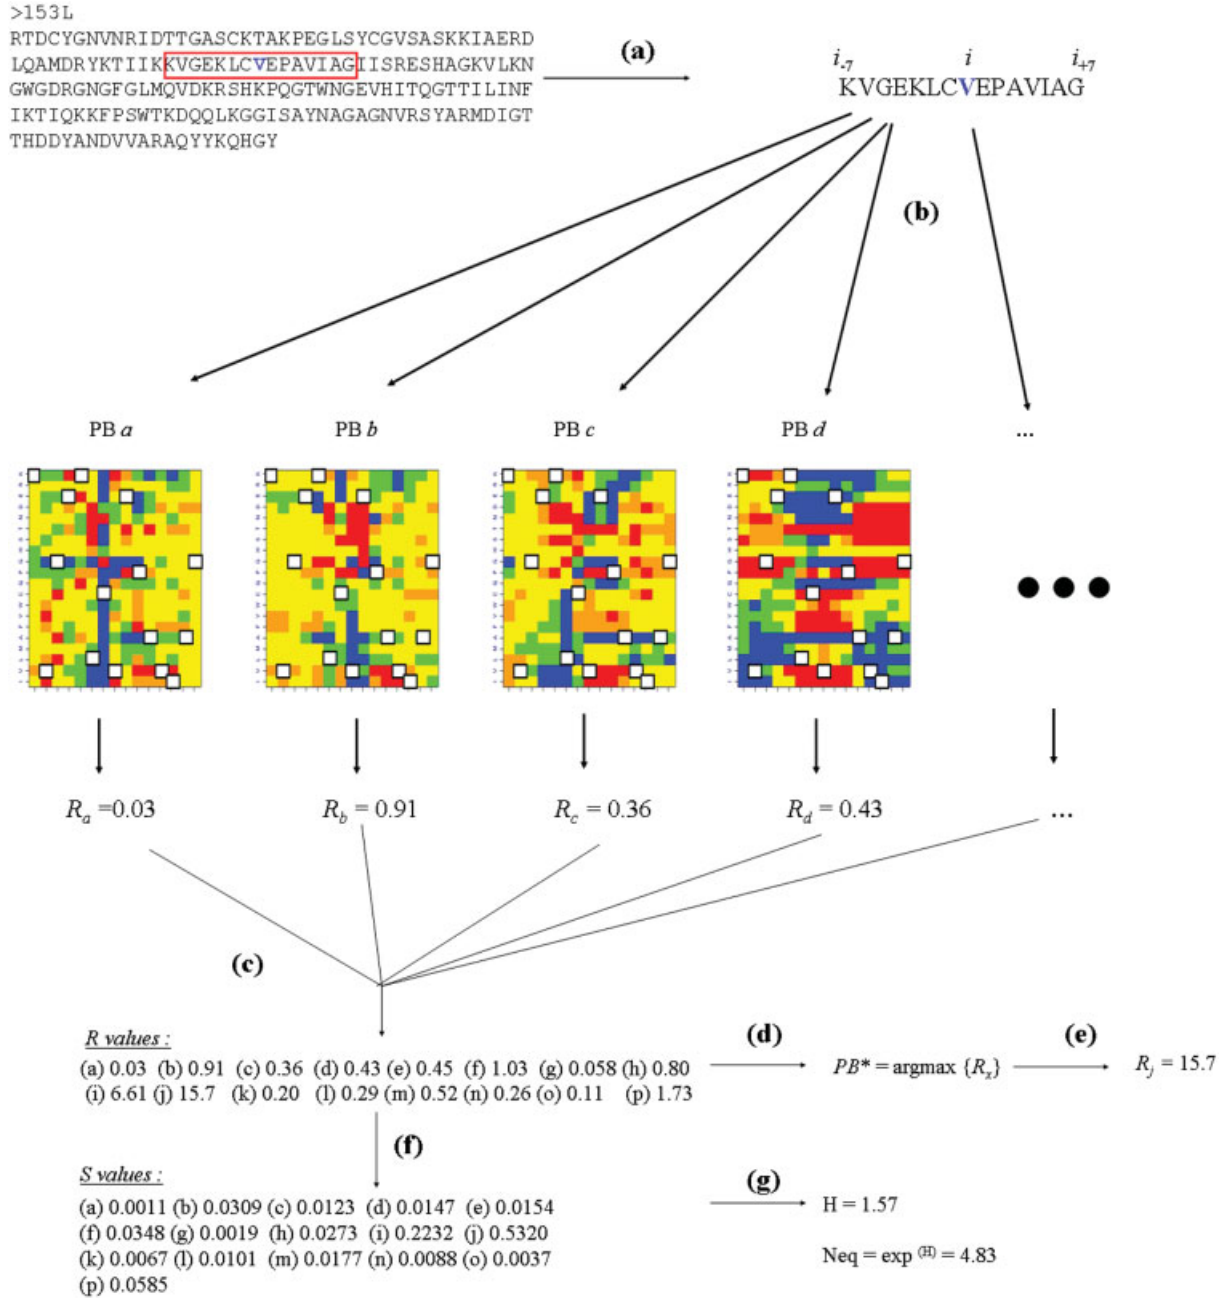 >153L
RTDCYGNVNRIDTTGASCKTAKPEGLSYCGVSASKKIAERD
LQAMDRYKTIIKKVGEKLCVEPAVIAGIISRESHAGKVLKN
GWGDRGNGFGLMQVDKRSHKPQGTWNGEVHITQGTTILINF
IKTIQKKFPSWTKDQQLKGGISAYNAGAGNVRSYARMDIGT
THDDYANDVVARAQYYKQHGY
(a)
i-7 i i+7
KVGEKLCVEPAVIAG
(b)
PB a PB b PB c PB d ...
Ra =0.03 Rb = 0.91 Rc = 0.36 Rd = 0.43 ...
(c)
R values :
(a) 0.03 (b) 0.91 (c) 0.36 (d) 0.43 (e) 0.45 (f) 1.03 (g) 0.058 (h) 0.80
(i) 6.61 (j) 15.7 (k) 0.20 (l) 0.29 (m) 0.52 (n) 0.26 (o) 0.11 (p) 1.73
(d)
PB* = argmax {Rx}
(e)
Rj = 15.7
(f)
S values :
(a) 0.0011 (b) 0.0309 (c) 0.0123 (d) 0.0147 (e) 0.0154
(f) 0.0348 (g) 0.0019 (h) 0.0273 (i) 0.2232 (j) 0.5320
(k) 0.0067 (l) 0.0101 (m) 0.0177 (n) 0.0088 (o) 0.0037
(p) 0.0585
(g)
H = 1.57
Neq = exp (H) = 4.83